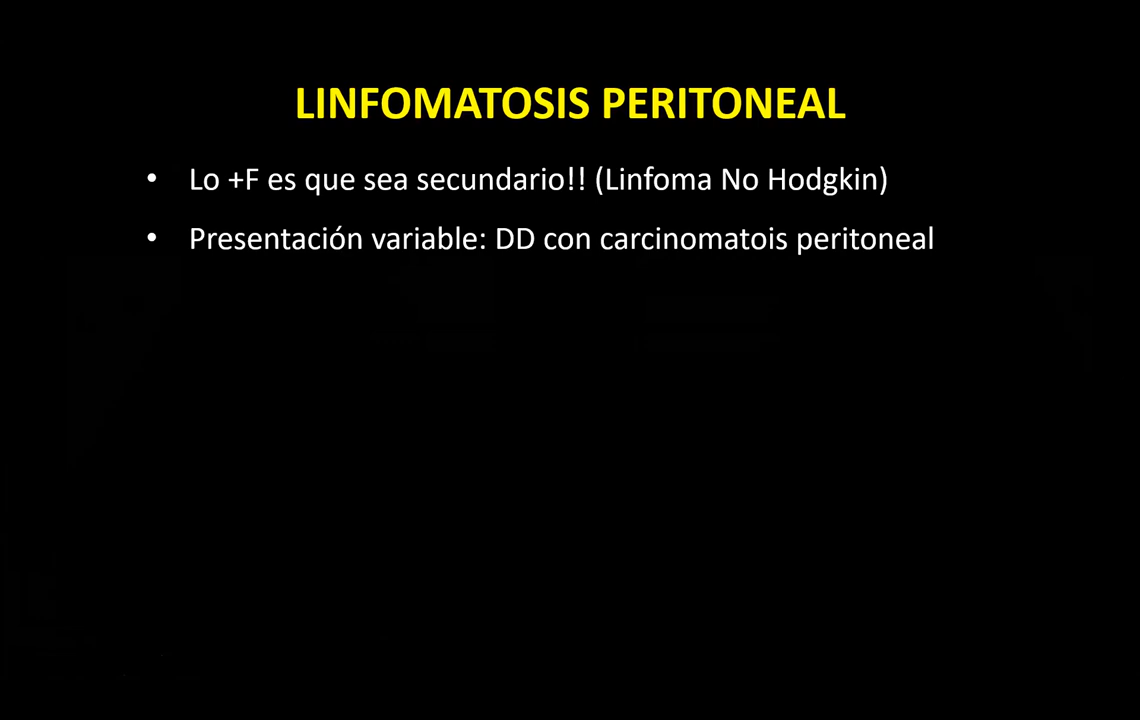 LINFOMATOSIS PERITONEAL
• Lo +F es que sea secundario!! (Linfoma No Hodgkin)
• Presentación variable: DD con carcinomatois peritoneal